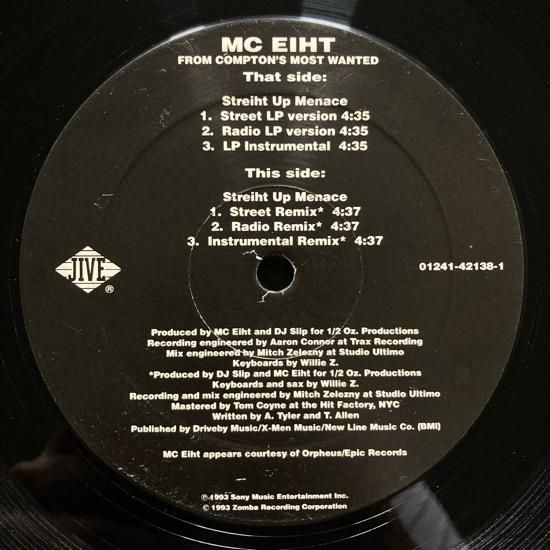 MC EIHT
FROM COMPTON'S MOST WANTED
That side:
Streiht Up Menace
1. Street LP version 4:35
2. Radio LP version 4:35
3. LP Instrumental 4:35
This side:
Streiht Up Menace
1. Street Remix* 4:37
2. Radio Remix* 4:37
3. Instrumental Remix* 4:37
JIVE
®
01241-42138-1
Produced by MC Eiht and DJ Slip for 1/2 Oz. Productions
Recording engineered by Aaron Connor at Trax Recording
Mix engineered by Mitch Zelezny at Studio Ultimo
Keyboards by Willie Z.
*Produced by DJ Slip and MC Eiht for 1/2 Oz. Productions
Keyboards and sax by Willie Z.
Recording and mix engineered by Mitch Zelezny at Studio Ultimo
Mastered by Tom Coyne at the Hit Factory, NYC
Written by A. Tyler and T. Allen
Published by Driveby Music/X-Men Music/New Line Music Co. (BMI)
MC Eiht appears courtesy of Orpheus/Epic Records
℗ 1993 Sony Music Entertainment Inc.
© 1993 Zomba Recording Corporation